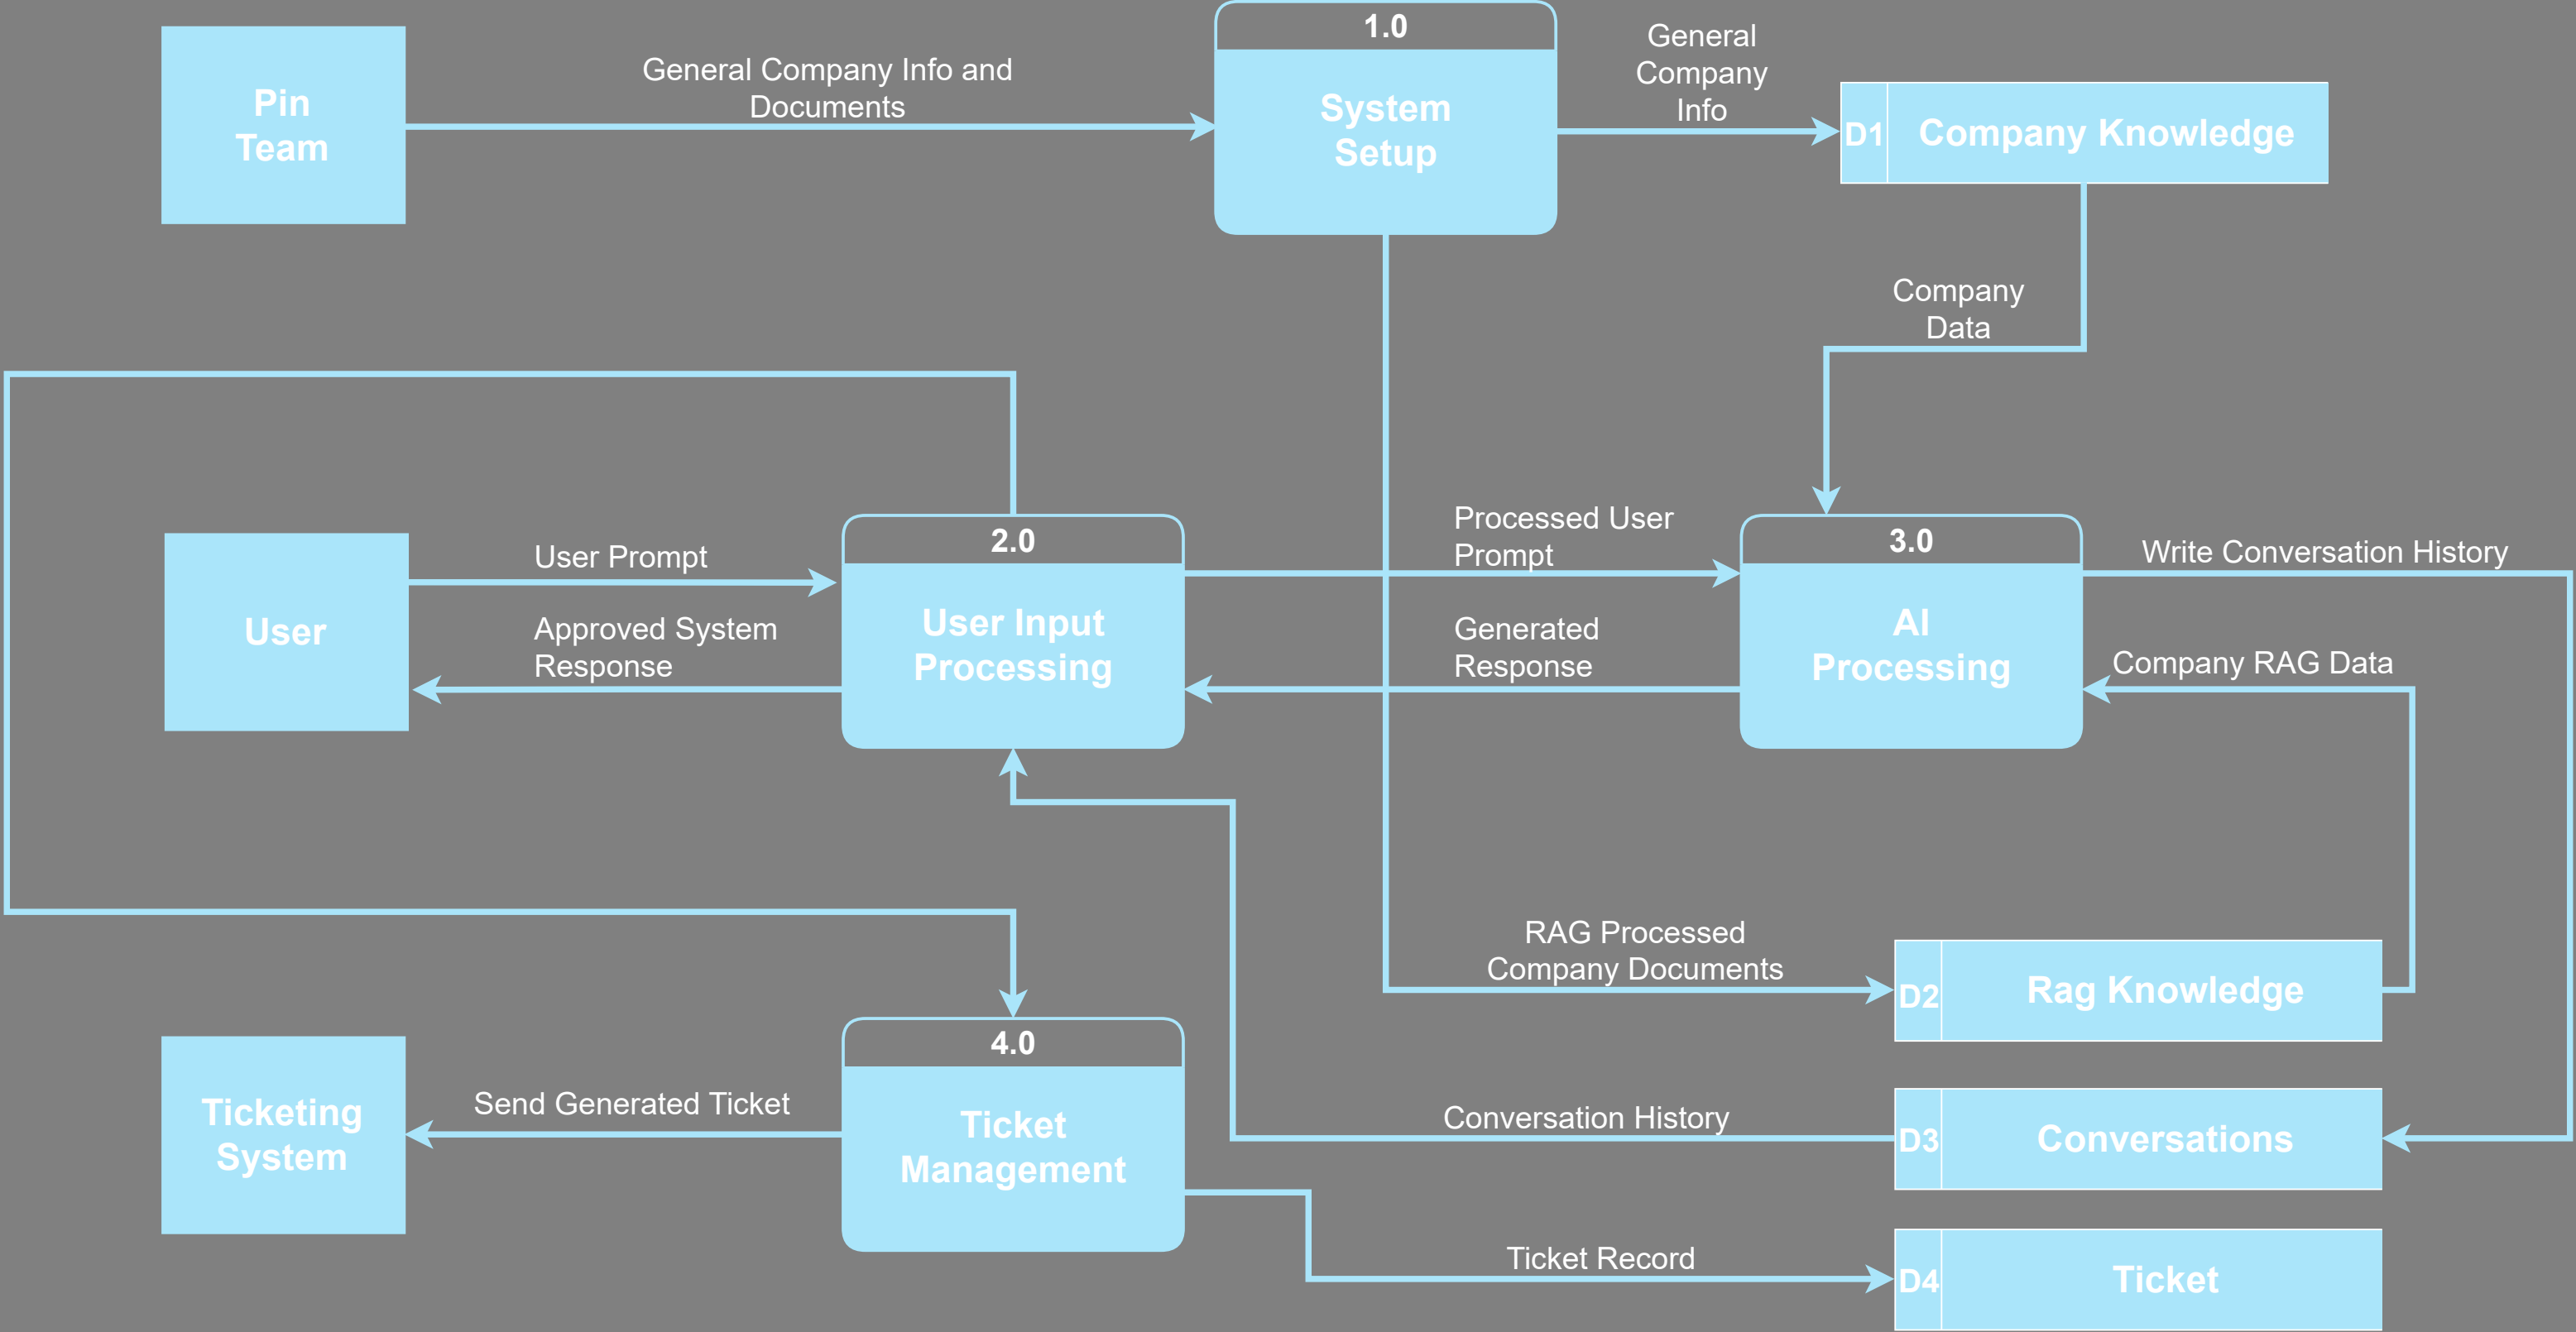 1.0
General
Company
Info
General Company Info and
Documents
Pin
Team
System
Setup
D1
Company Knowledge
Company
Data
Processed User
Prompt
2.0
3.0
User Prompt
Write Conversation History
User
Approved System
Response
User Input
Processing
Generated
Response
AI
Processing
Company RAG Data
RAG Processed
Company Documents
D2
Rag Knowledge
4.0
Ticketing
System
Send Generated Ticket
Ticket
Management
Conversation History
D3
Conversations
Ticket Record
D4
Ticket